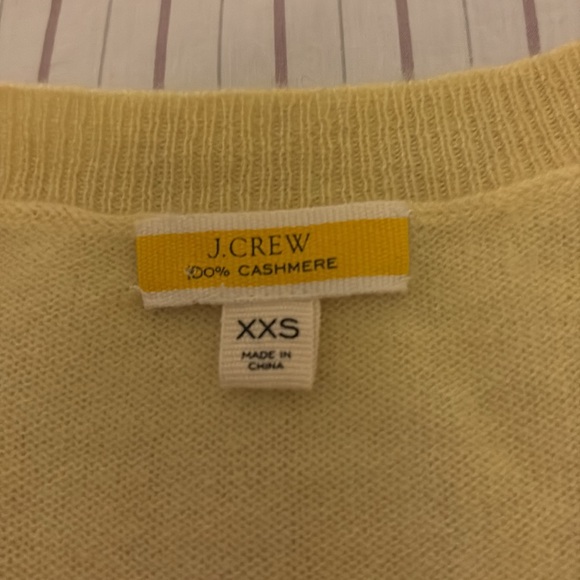 J.CREW
100% CASHMERE
XXS
MADE IN
CHINA